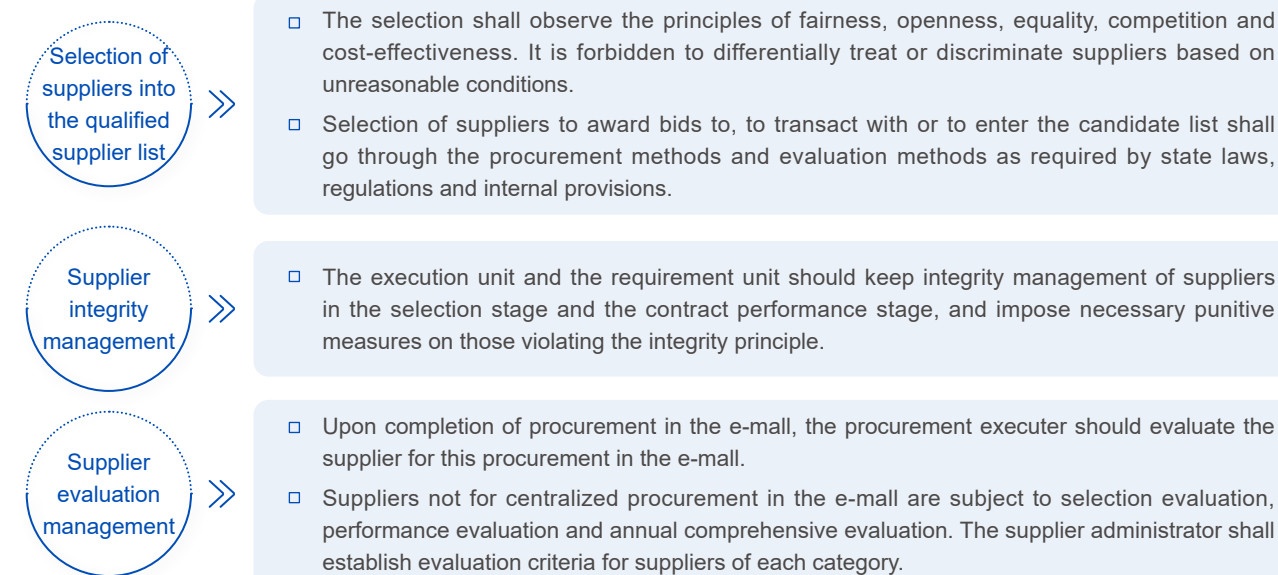 Selection of
suppliers into
the qualified
supplier list
The selection shall observe the principles of fairness, openness, equality, competition and
cost-effectiveness. It is forbidden to differentially treat or discriminate suppliers based on
unreasonable conditions.
Selection of suppliers to award bids to, to transact with or to enter the candidate list shall
go through the procurement methods and evaluation methods as required by state laws,
regulations and internal provisions.
Supplier
integrity
management
The execution unit and the requirement unit should keep integrity management of suppliers
in the selection stage and the contract performance stage, and impose necessary punitive
measures on those violating the integrity principle.
Supplier
evaluation
management
Upon completion of procurement in the e-mall, the procurement executer should evaluate the
supplier for this procurement in the e-mall.
Suppliers not for centralized procurement in the e-mall are subject to selection evaluation,
performance evaluation and annual comprehensive evaluation. The supplier administrator shall
establish evaluation criteria for suppliers of each category.